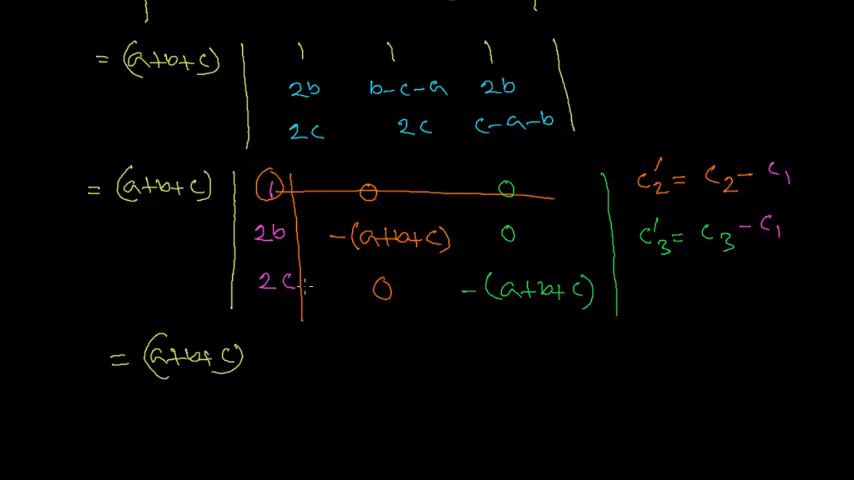 = (a+b+c) | 1 1 1 |
2b b-c-a 2b
2c 2c c-a-b
= (a+b+c) | 1 0 0 | c₂' = c₂ - c₁
2b -(a+b+c) 0 c'₃ = c₃ - c₁
2c 0 -(a+b+c)
= (a+b+c)